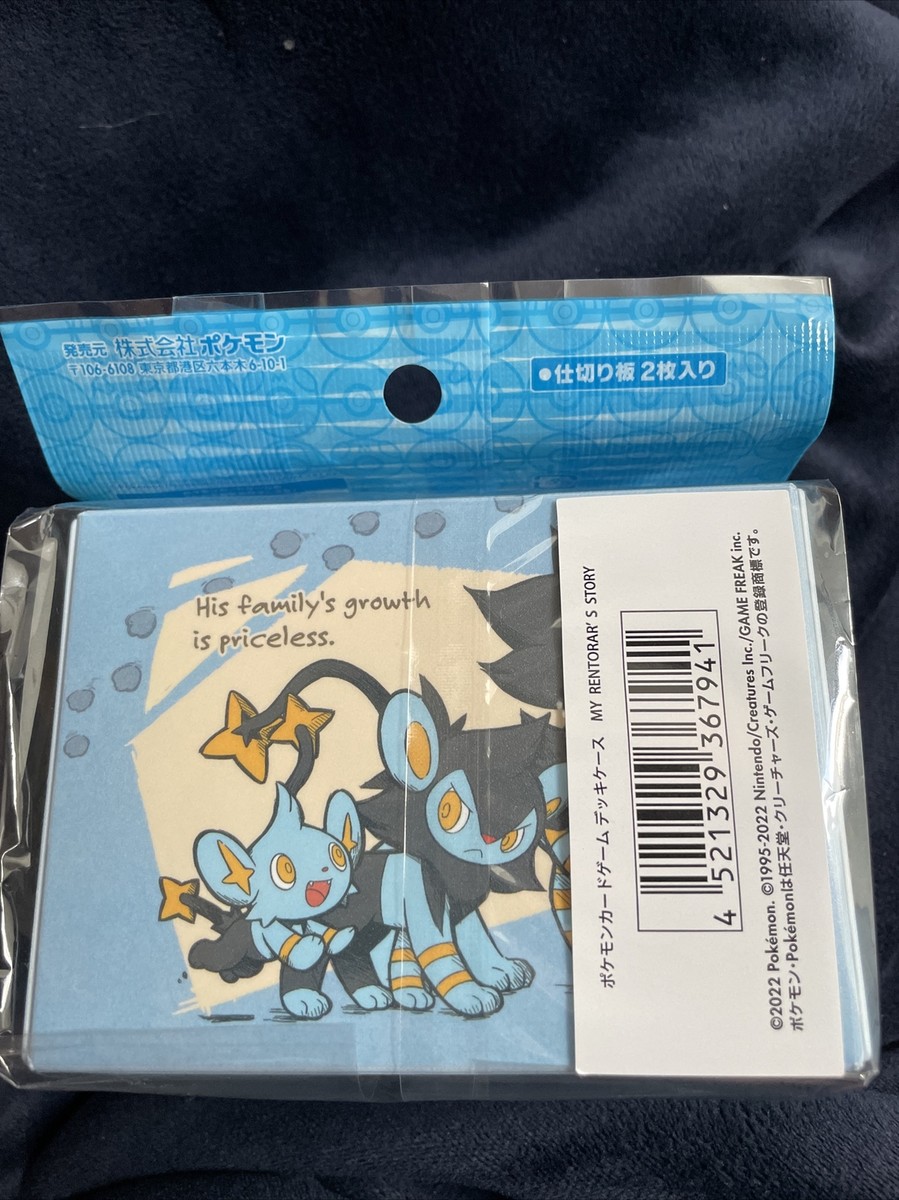 発売元 株式会社ポケモン
〒106-6108 東京都港区六本木6-10-1
●仕切り板 2枚入り
His family's growth
is priceless.
ポケモンカードゲーム デッキケース MY RENTORAR' S STORY
4 521329 367941
©2022 Pokémon. ©1995-2022 Nintendo/Creatures Inc./GAME FREAK inc.
ポケモン・Pokémonは任天堂・クリーチャーズ・ゲームフリークの登録商標です。